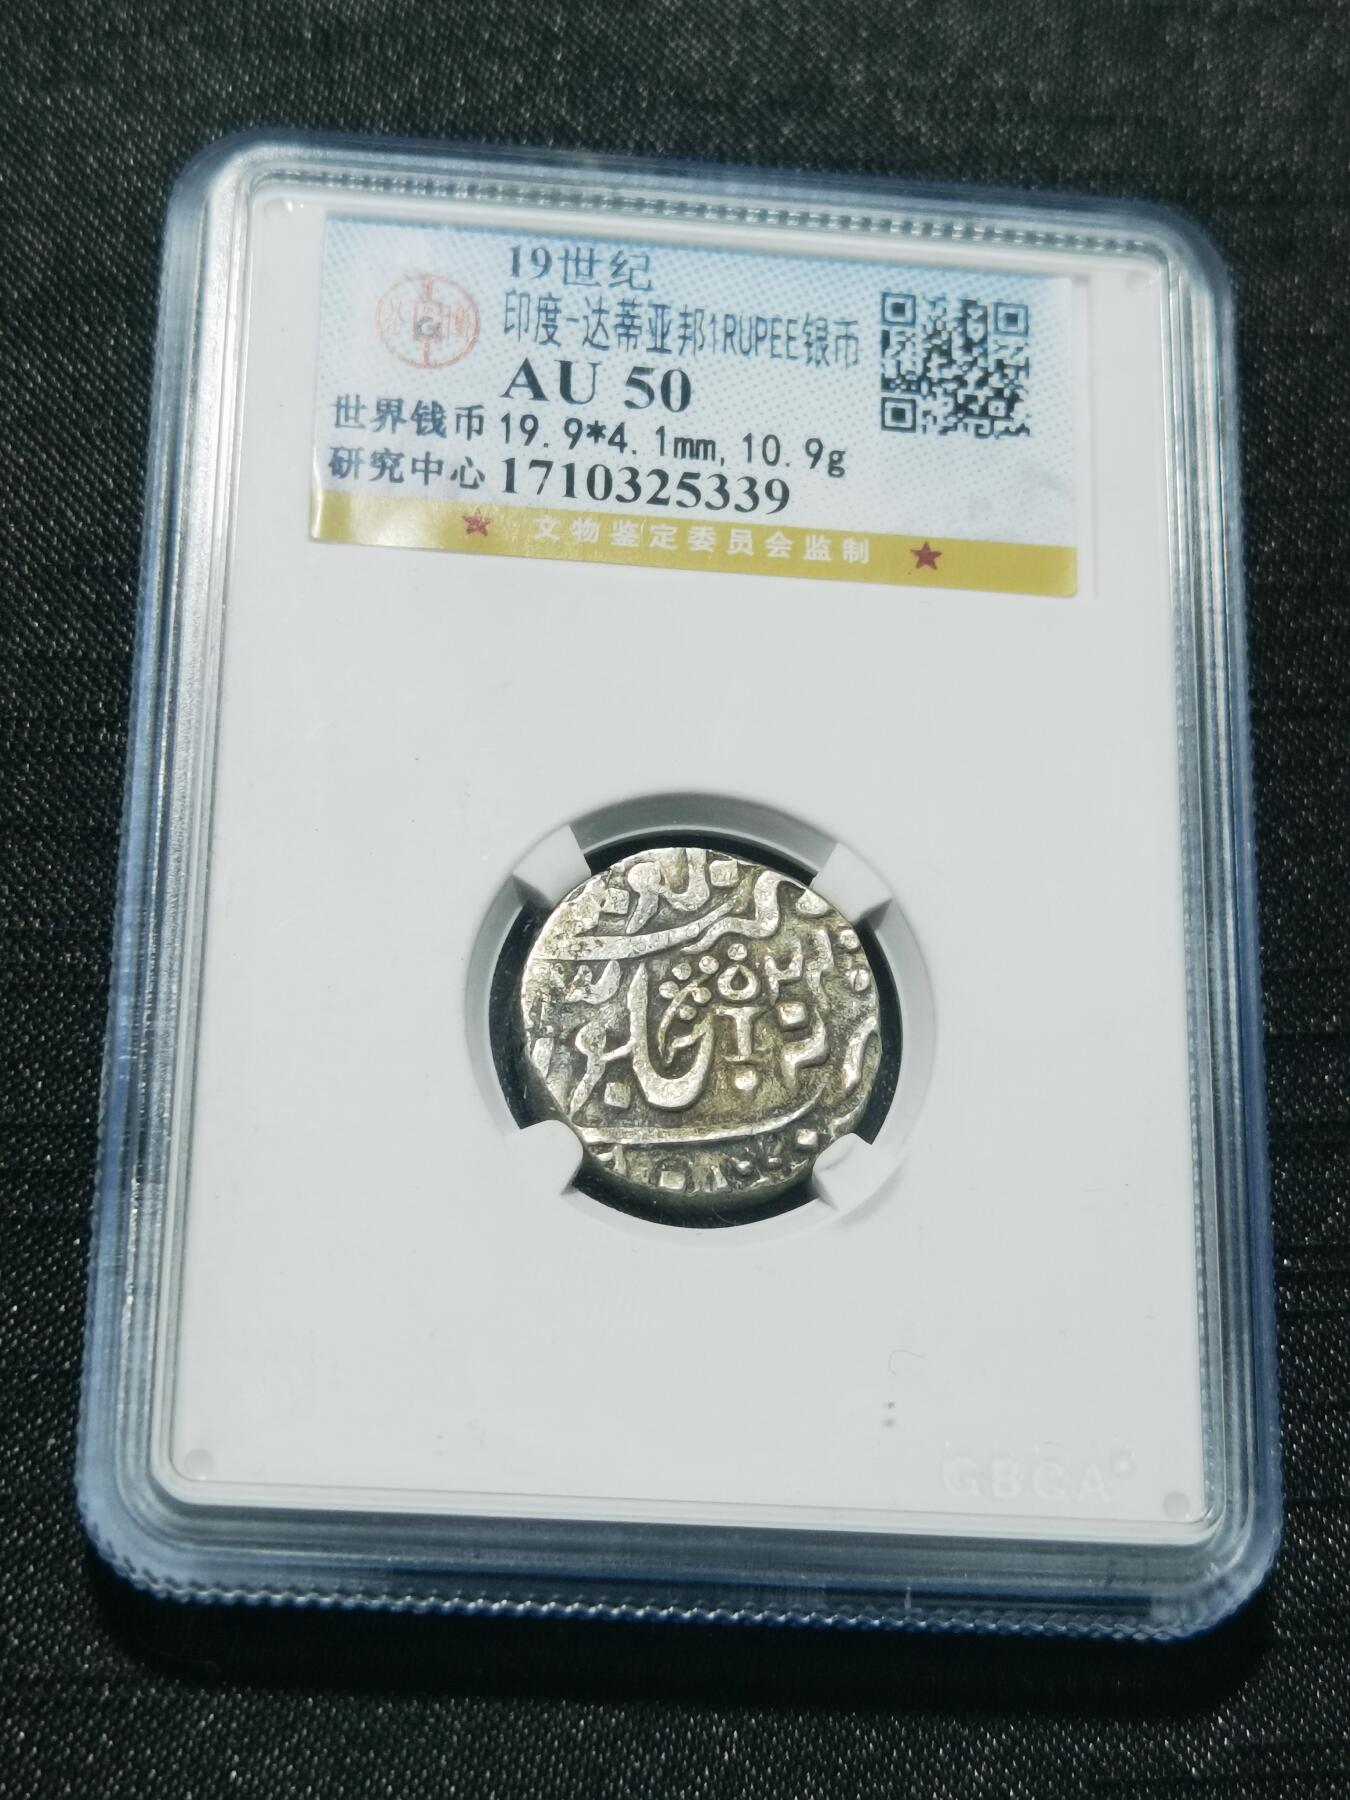 19世纪
印度-达蒂亚邦1RUPEE银币
AU 50
世界钱币 19.9*4.1mm,10.9g
研究中心 1710325339
文物鉴定委员会监制
GBCA